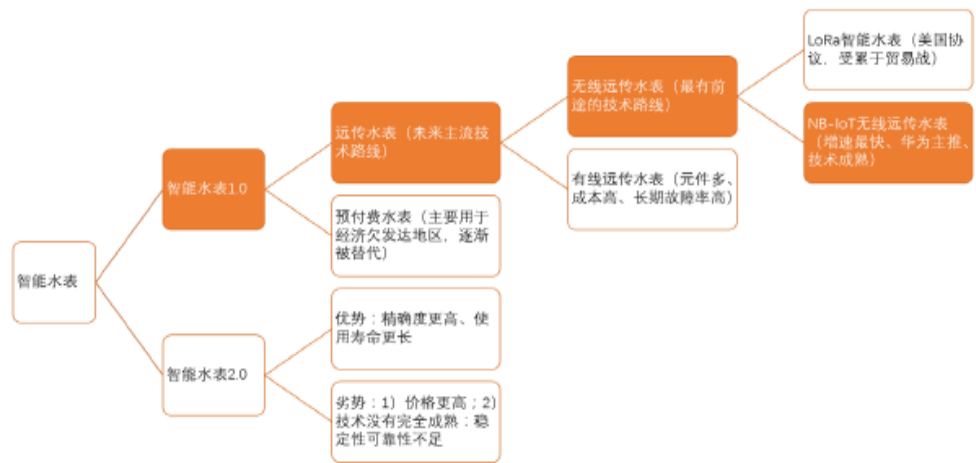 LoRa智能水表（美国协
议，受累于贸易战）
无线远传水表（最有前
途的技术路线）
NB-IoT无线远传水表
（增速最快、华为主推、
技术成熟）
远传水表（未来主流技
术路线）
智能水表1.0
有线远传水表（元件多、
成本高、长期故障率高）
预付费水表（主要用于
经济欠发达地区，逐渐
被替代）
智能水表
优势：精确度更高、使
用寿命更长
智能水表2.0
劣势：1）价格更高；2）
技术没有完全成熟：稳
定性可靠性不足